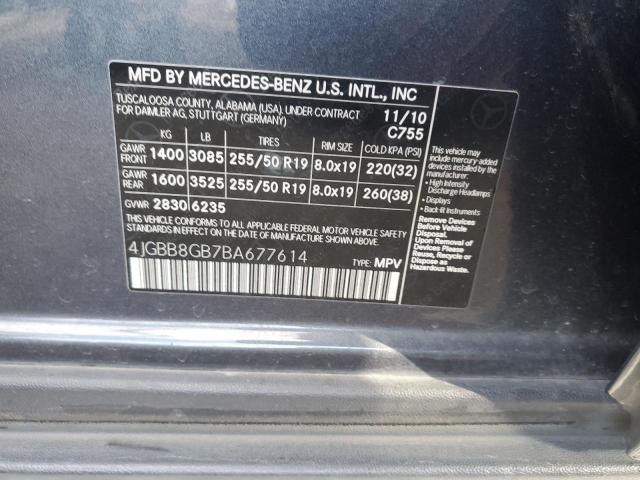 MFD BY MERCEDES-BENZ U.S. INTL., INC
TUSCALOOSA COUNTY, ALABAMA (USA). UNDER CONTRACT 11/10
FOR DAIMLER AG, STUTTGART (GERMANY) C755
KG LB TIRES RIM SIZE COLD KPA (PSI)
GAWR FRONT 1400 3085 255/50 R19 8.0x19 220(32)
GAWR REAR 1600 3525 255/50 R19 8.0x19 260(38)
GVWR 2830 6235
THIS VEHICLE CONFORMS TO ALL APPLICABLE FEDERAL MOTOR VEHICLE SAFETY
STANDARDS IN EFFECT ON THE DATE OF MANUFACTURE SHOWN ABOVE.
4JGBB8GB7BA677614
TYPE: MPV
This vehicle may
include mercury-added
devices installed by
the manufacturer:
- High Intensity
Discharge Headlamps
- Back-lit Instruments
Remove Devices
Before Vehicle
Disposal. Upon
Removal Please
Reuse, Recycle or
Dispose as
Hazardous Waste.